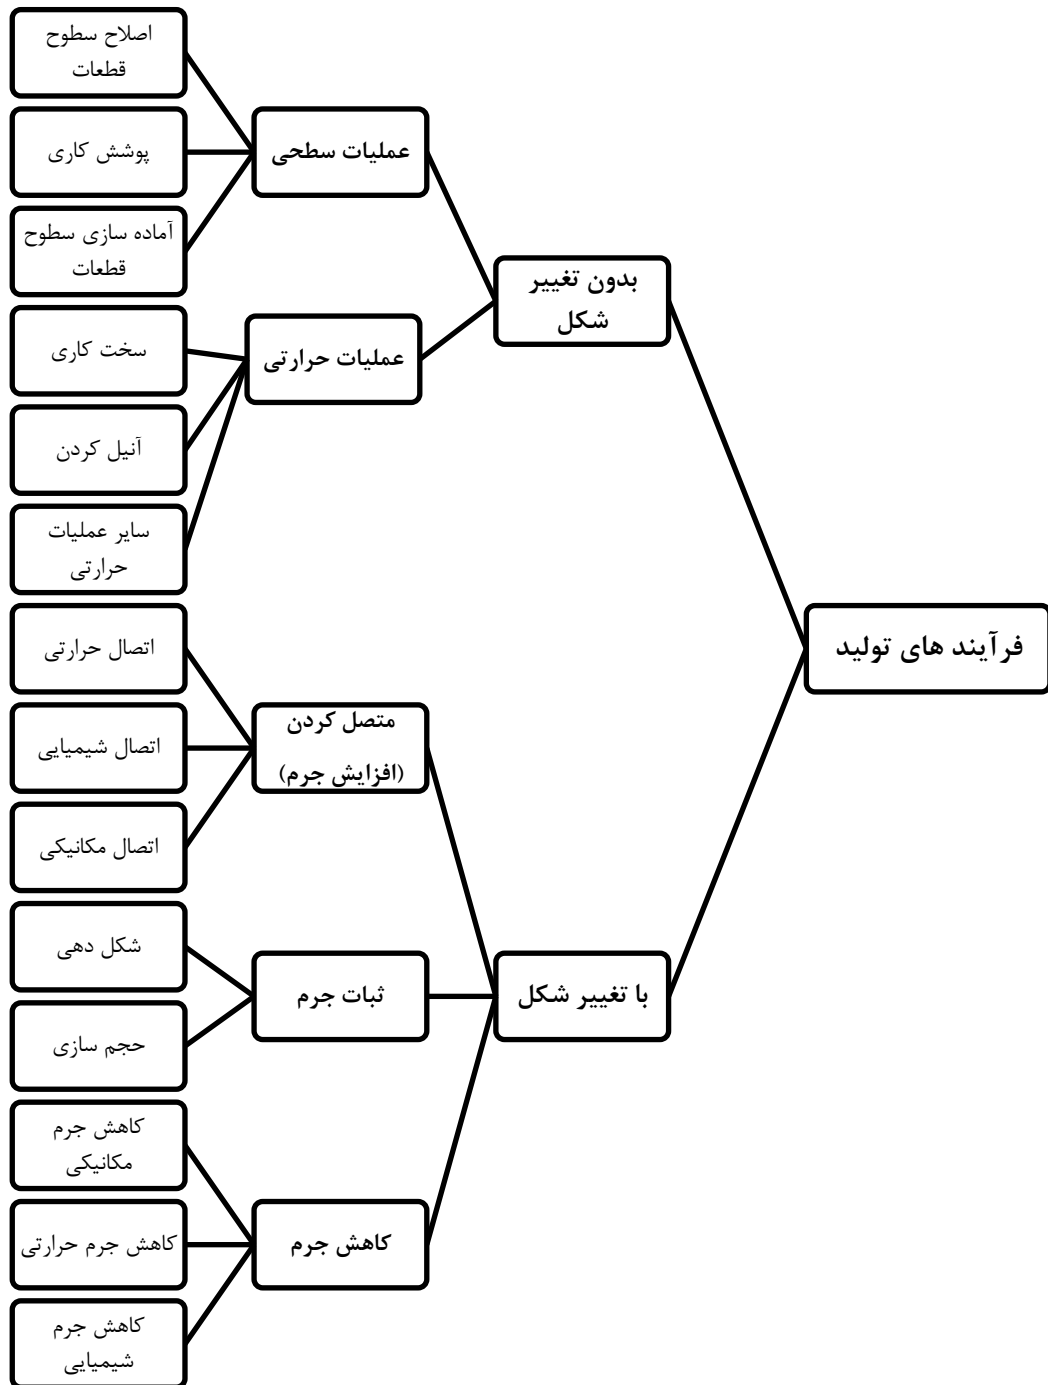 فرآیند های تولید
بدون تغییر
شکل
عملیات سطحی
اصلاح سطوح
قطعات
پوشش کاری
آماده سازی سطوح
قطعات
عملیات حرارتی
سخت کاری
آنیل کردن
سایر عملیات
حرارتی
با تغییر شکل
متصل کردن
(افزایش جرم)
اتصال حرارتی
اتصال شیمیایی
اتصال مکانیکی
ثبات جرم
شکل دهی
حجم سازی
کاهش جرم
کاهش جرم
مکانیکی
کاهش جرم حرارتی
کاهش جرم
شیمیایی